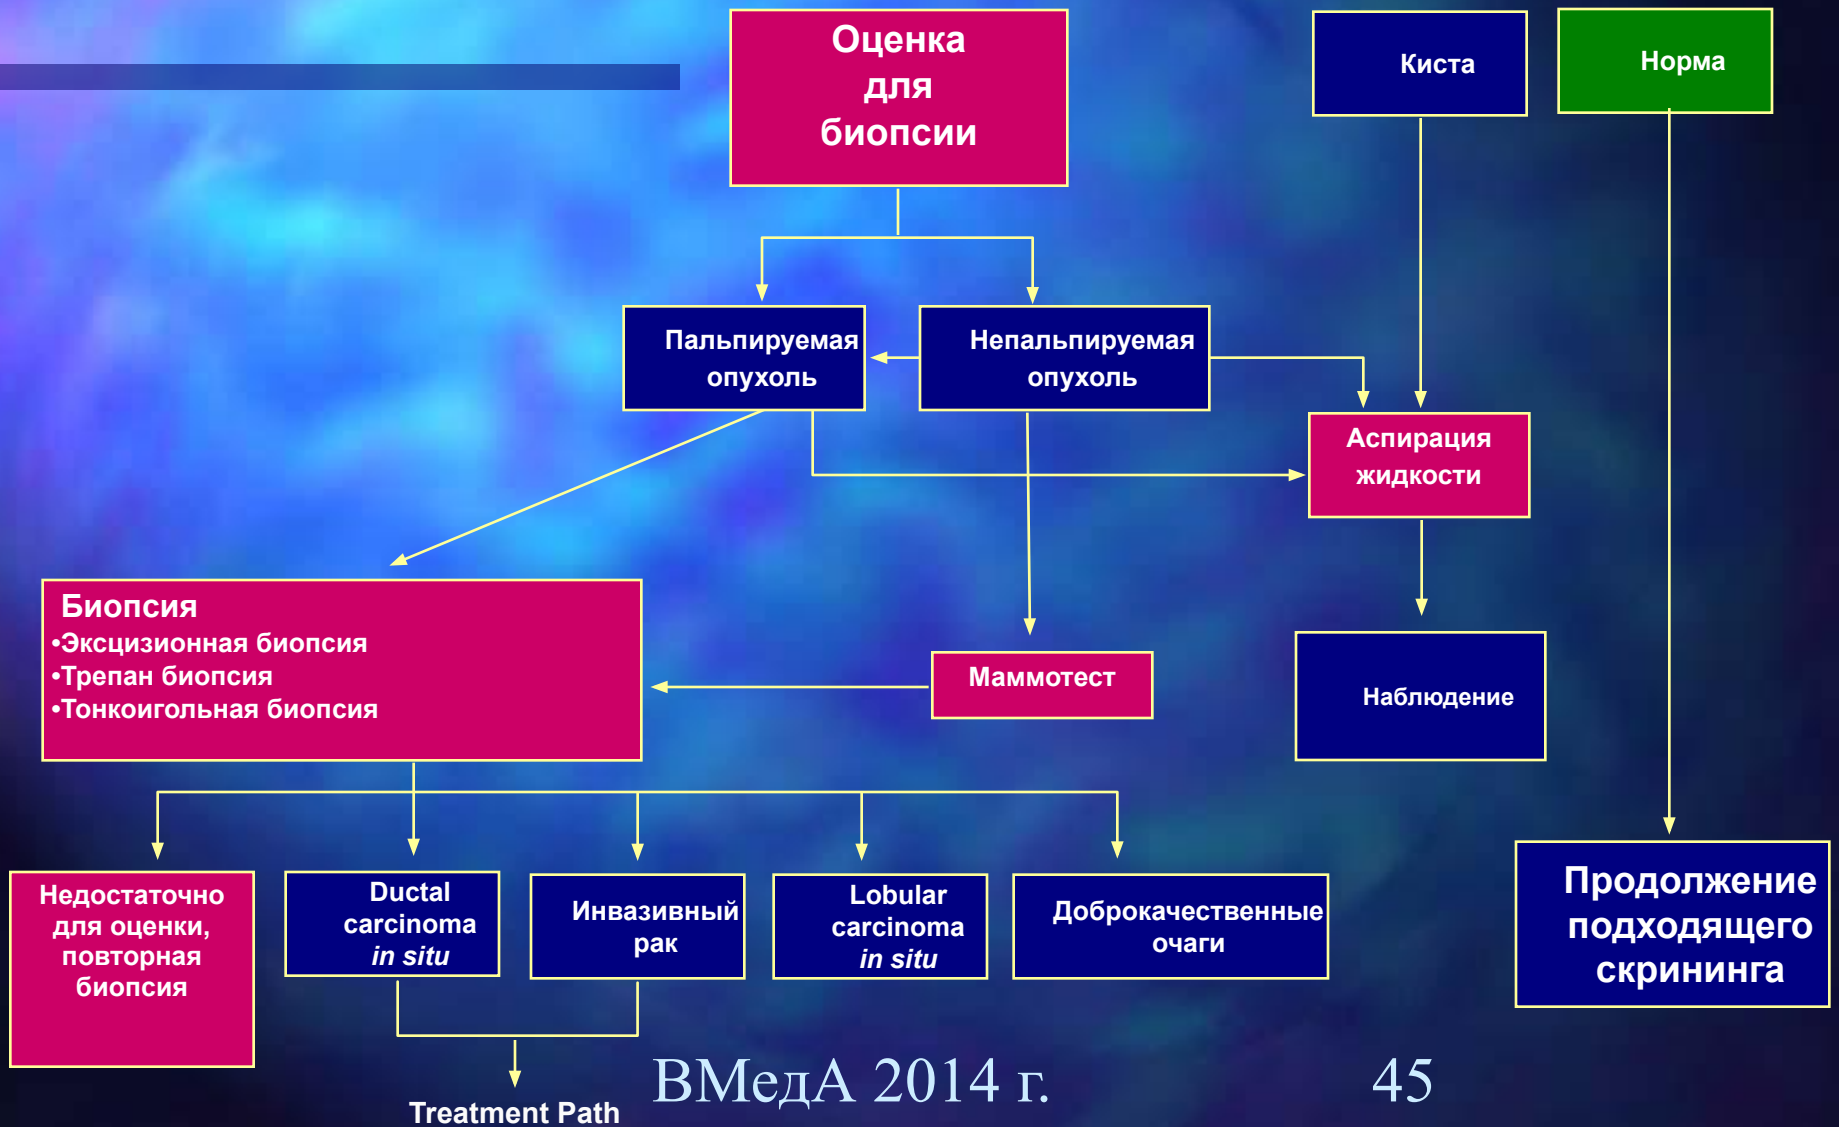 Оценка
для
биопсии
Киста
Норма
Пальпируемая
опухоль
Непальпируемая
опухоль
Аспирация
жидкости
Биопсия
•Эксцизионная биопсия
•Трепан биопсия
•Тонкоигольная биопсия
Маммотест
Наблюдение
Недостаточно
для оценки,
повторная
биопсия
Ductal
carcinoma
in situ
Инвазивный
рак
Lobular
carcinoma
in situ
Доброкачественные
очаги
Продолжение
подходящего
скрининга
Treatment Path
ВМедА 2014 г.
45